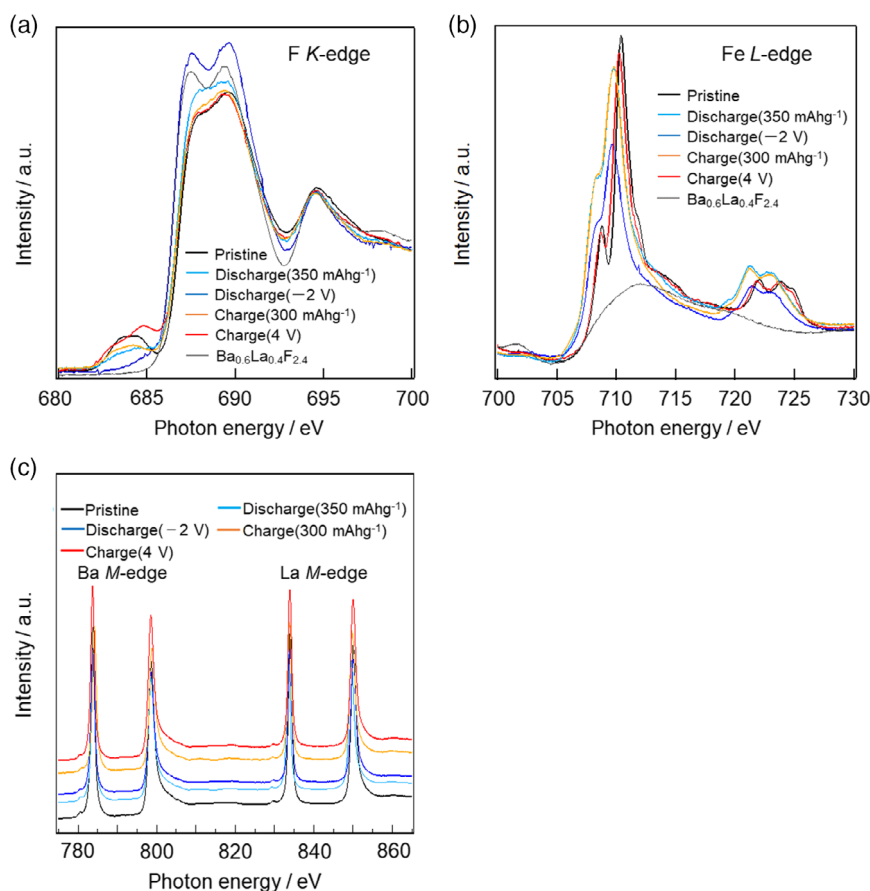 (a)
F K-edge
Intensity / a.u.
Pristine
Discharge(350 mAhg⁻¹)
Discharge(−2 V)
Charge(300 mAhg⁻¹)
Charge(4 V)
Ba₀.₆La₀.₄F₂.₄
680 685 690 695 700
Photon energy / eV
(b)
Fe L-edge
Intensity / a.u.
Pristine
Discharge(350 mAhg⁻¹)
Discharge(−2 V)
Charge(300 mAhg⁻¹)
Charge(4 V)
Ba₀.₆La₀.₄F₂.₄
700 705 710 715 720 725 730
Photon energy / eV
(c)
Pristine
Discharge(−2 V)
Charge(4 V)
Discharge(350 mAhg⁻¹)
Charge(300 mAhg⁻¹)
Ba M-edge
La M-edge
Intensity / a.u.
780 800 820 840 860
Photon energy / eV